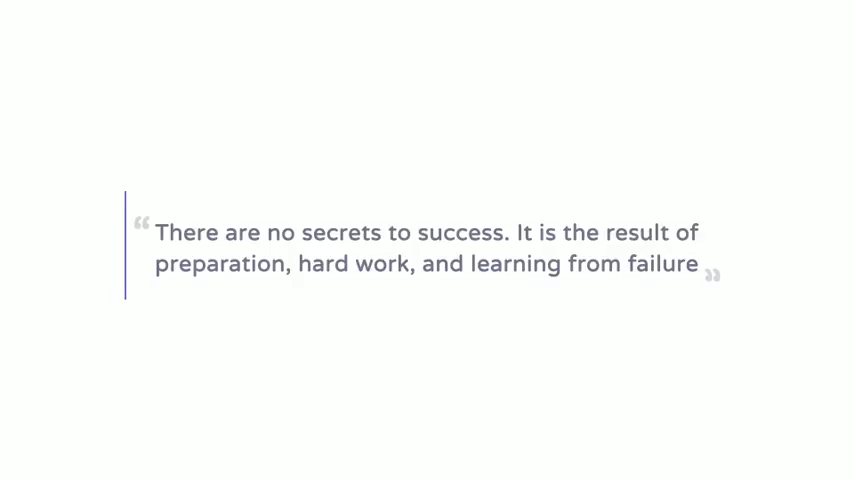 “ There are no secrets to success. It is the result of
preparation, hard work, and learning from failure ”